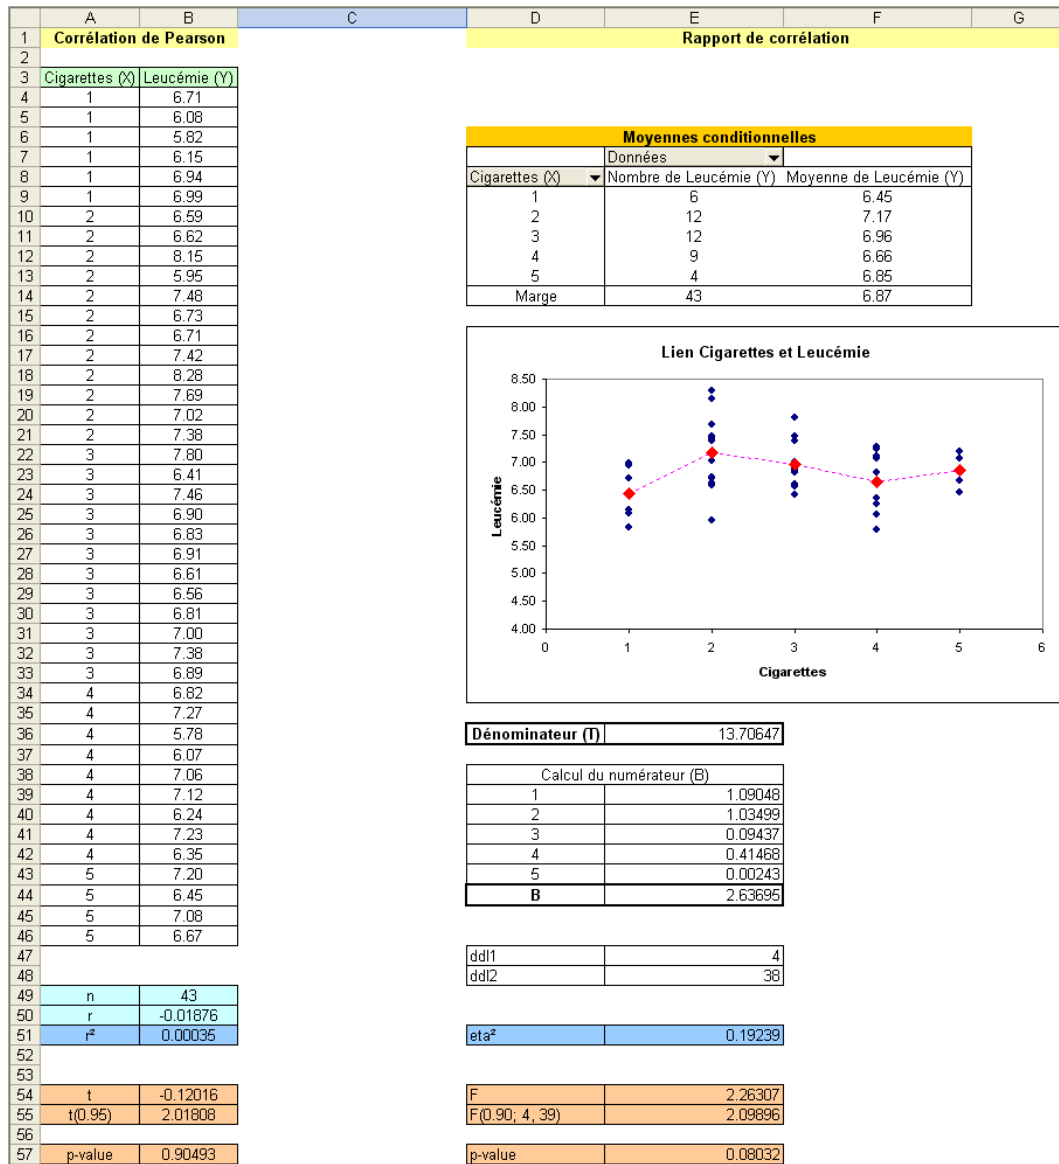 A B C D E F G
1 Corrélation de Pearson Rapport de corrélation
2
3 Cigarettes (X) Leucémie (Y)
4 1 6.71
5 1 6.08
6 1 5.82 Moyennes conditionnelles
7 1 6.15 Données
8 1 6.94 Cigarettes (X) Nombre de Leucémie (Y) Moyenne de Leucémie (Y)
9 1 6.99 1 6 6.45
10 2 6.59 2 12 7.17
11 2 6.62 3 12 6.96
12 2 8.15 4 9 6.66
13 2 5.95 5 4 6.85
14 2 7.48 Marge 43 6.87
15 2 6.73
16 2 6.71
17 2 7.42
18 2 8.28
19 2 7.69
20 2 7.02
21 2 7.38
22 3 7.80
23 3 6.41
24 3 7.46
25 3 6.90
26 3 6.83
27 3 6.91
28 3 6.61
29 3 6.56
30 3 6.81
31 3 7.00
32 3 7.38
33 3 6.89
34 4 6.82
35 4 7.27
36 4 5.78
37 4 6.07
38 4 7.06
39 4 7.12
40 4 6.24
41 4 7.23
42 4 6.35
43 5 7.20
44 5 6.45
45 5 7.08
46 5 6.67
47
48
49 n 43
50 r -0.01876
51 r² 0.00035
52
53
54 t -0.12016
55 t(0.95) 2.01808
56
57 p-value 0.90493
Lien Cigarettes et Leucémie
8.50
8.00
7.50
7.00
6.50
6.00
5.50
5.00
4.50
4.00
Leucémie
0 1 2 3 4 5 6
Cigarettes
Dénominateur (T) 13.70647
Calcul du numérateur (B)
1 1.09048
2 1.03499
3 0.09437
4 0.41468
5 0.00243
B 2.63695
ddl1 4
ddl2 38
eta² 0.19239
F 2.26307
F(0.90; 4, 39) 2.09896
p-value 0.08032